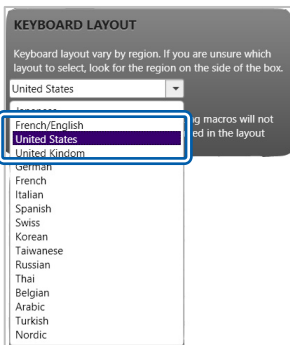 KEYBOARD LAYOUT
Keyboard layout vary by region. If you are unsure which
layout to select, look for the region on the side of the box.
United States
Japanese
French/English
United States
United Kindom
German
French
Italian
Spanish
Swiss
Korean
Taiwanese
Russian
Thai
Belgian
Arabic
Turkish
Nordic
macros will not
in the layout